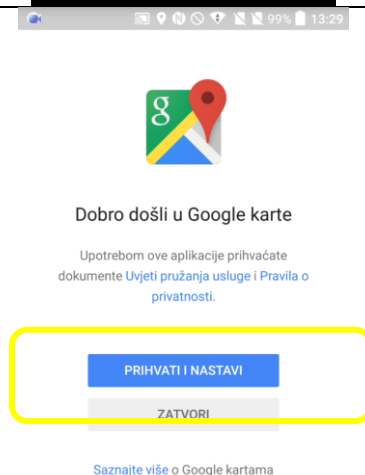 99% 13:29
g
Dobro došli u Google karte
Upotrebom ove aplikacije prihvaćate
dokumente Uvjeti pružanja usluge i Pravila o
privatnosti.
PRIHVATI I NASTAVI
ZATVORI
Saznajte više o Google kartama